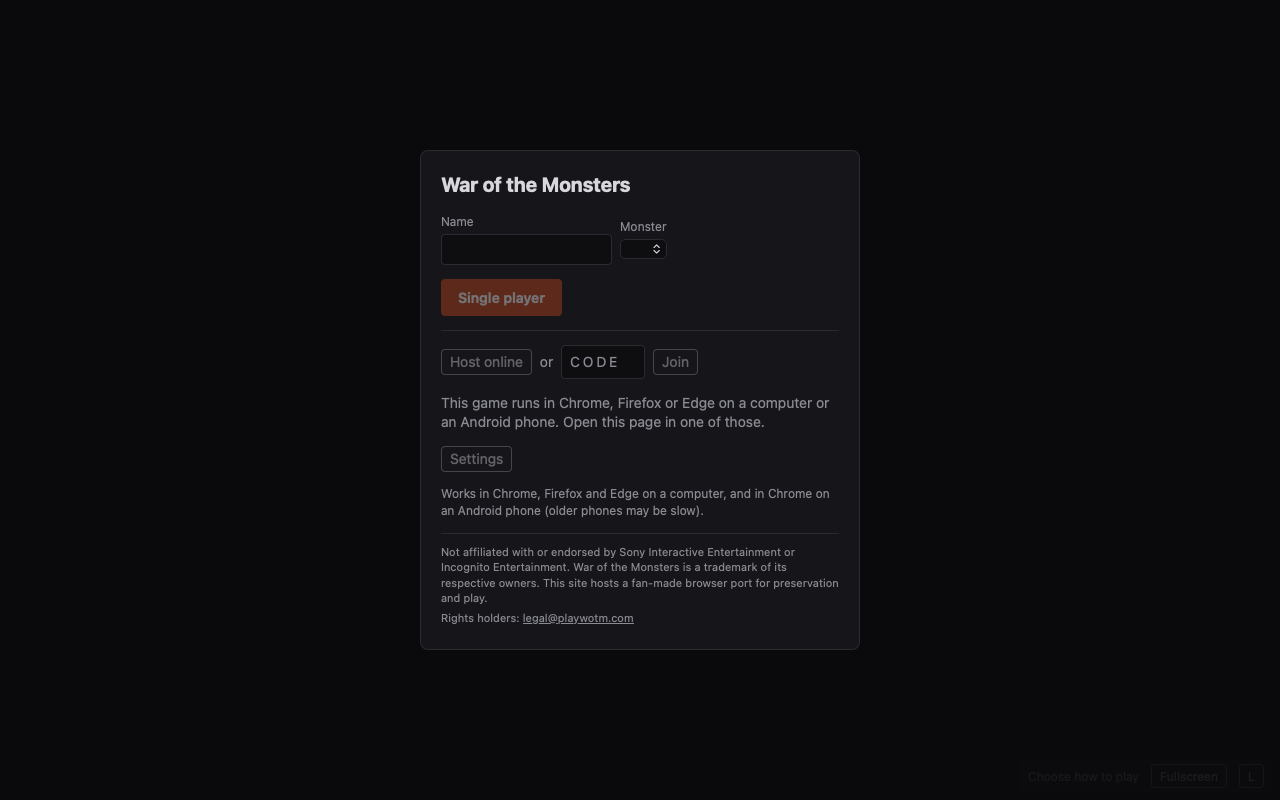 War of the Monsters
Name
Monster
Single player
Host online or CODE Join
This game runs in Chrome, Firefox or Edge on a computer or
an Android phone. Open this page in one of those.
Settings
Works in Chrome, Firefox and Edge on a computer, and in Chrome on
an Android phone (older phones may be slow).
Not affiliated with or endorsed by Sony Interactive Entertainment or
Incognito Entertainment. War of the Monsters is a trademark of its
respective owners. This site hosts a fan-made browser port for preservation
and play.
Rights holders: legal@playwotm.com
Choose how to play Fullscreen L